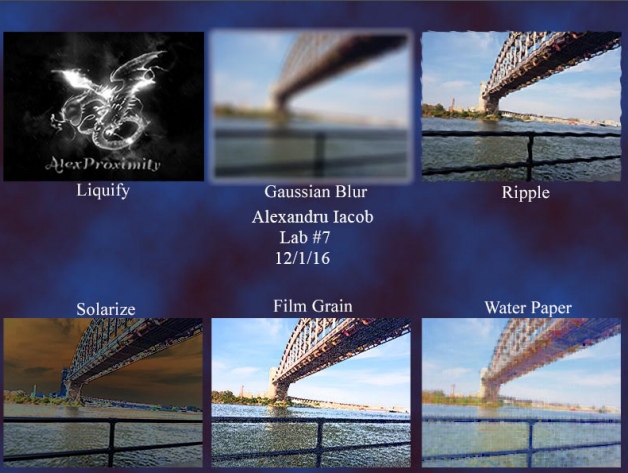 AlexProximity
Liquify
Gaussian Blur
Ripple
Alexandru Iacob
Lab #7
12/1/16
Solarize
Film Grain
Water Paper